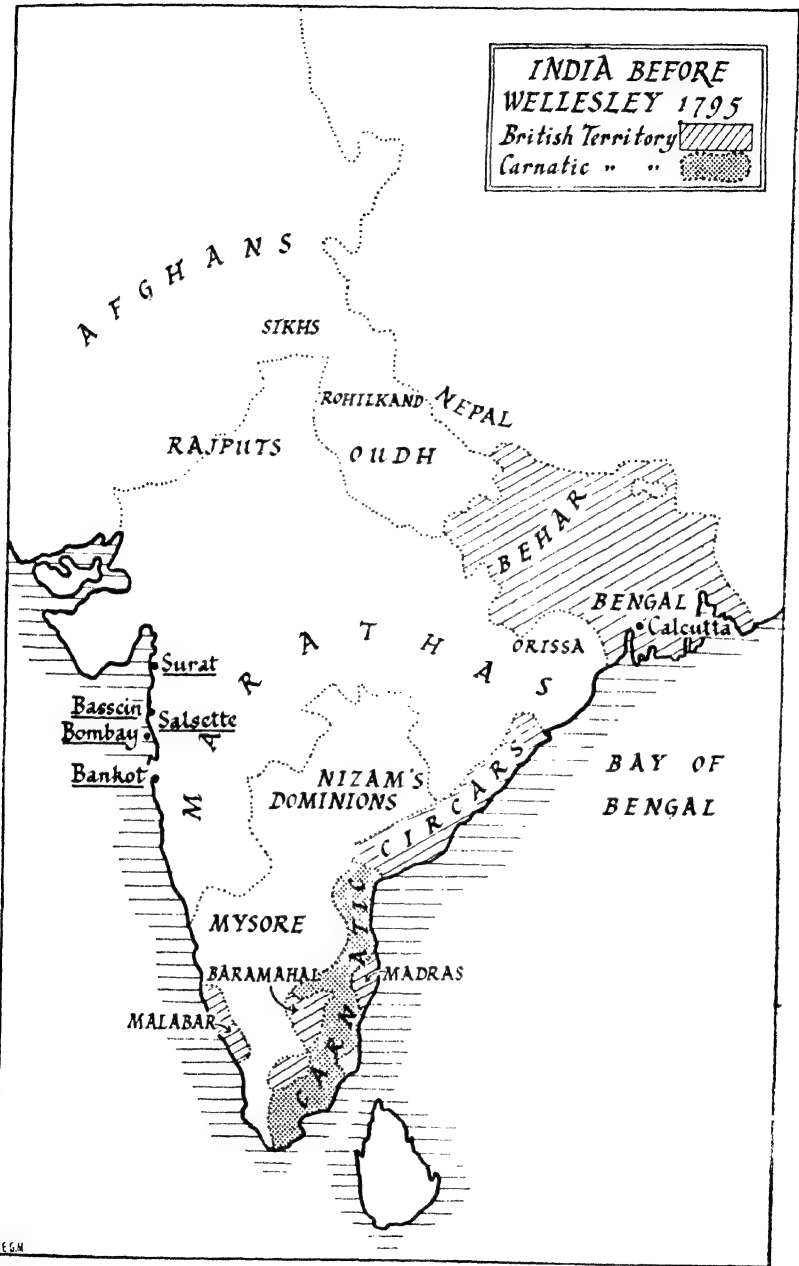 INDIA BEFORE
WELLESLEY 1795
British Territory
Carnatic " "
AFGHANS
SIKHS
ROHILKAND
NEPAL
RAJPUTS
OUDH
BEHAR
BENGAL
Calcutta
ORISSA
MARATHAS
Surat
Bassein
Salsette
Bombay
Bankot
NIZAM'S
DOMINIONS
CIRCARS
BAY OF
BENGAL
MYSORE
CARNATIC
BARAMAHAL
MADRAS
MALABAR
E.G.M